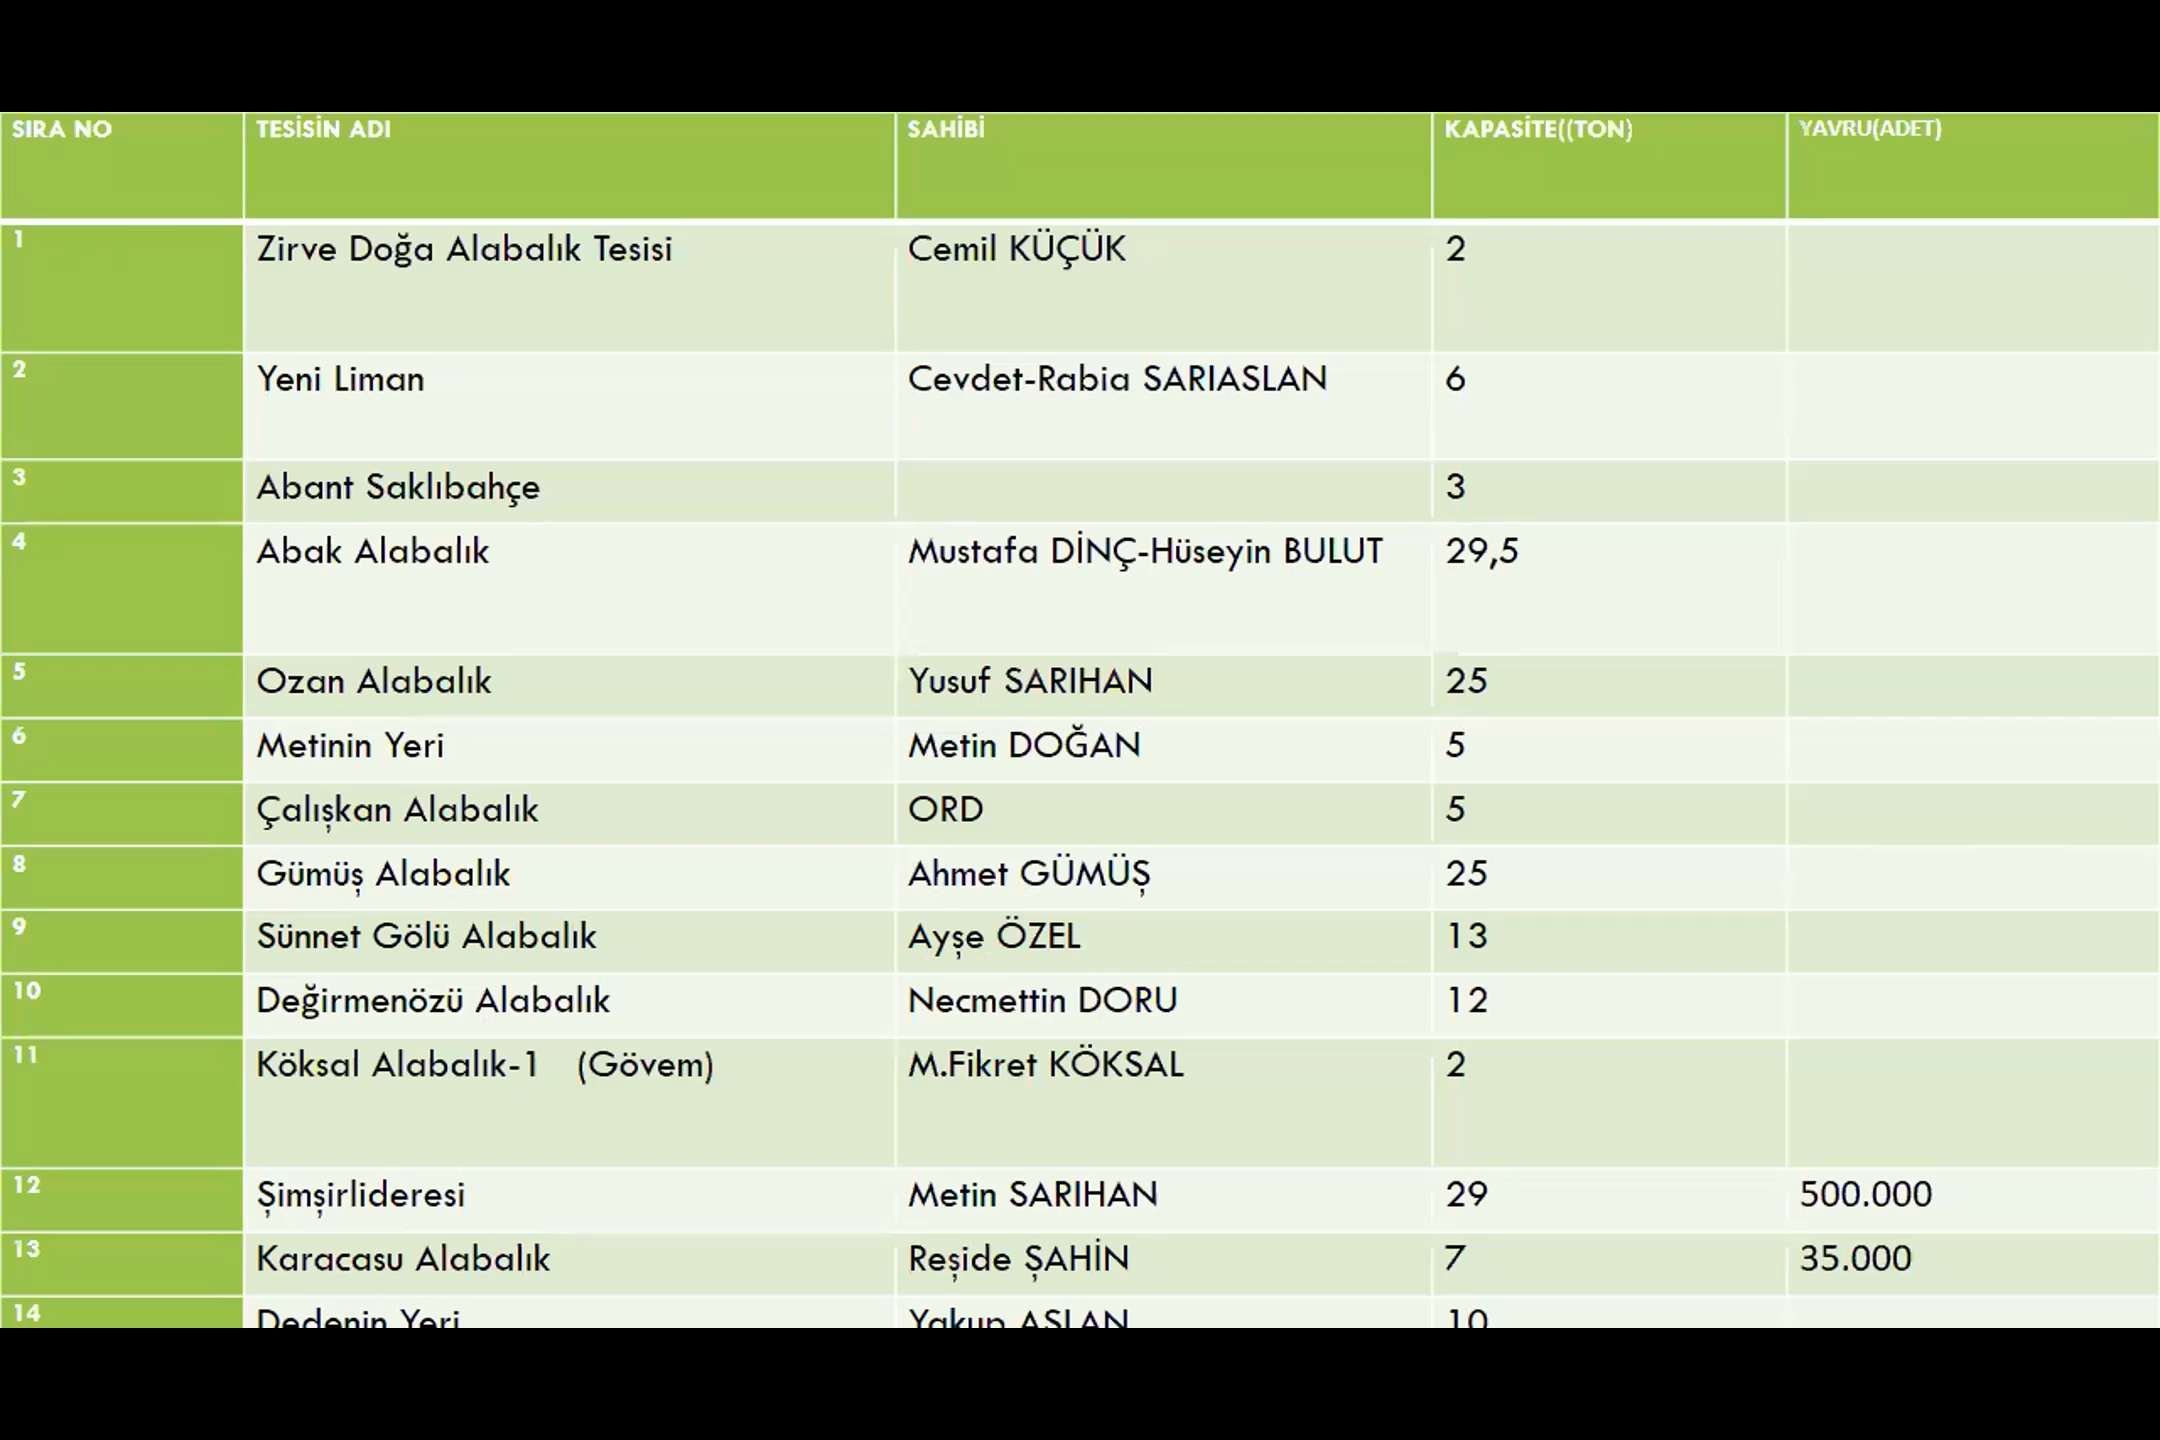 SIRA NO TESİSİN ADI SAHİBİ KAPASİTE((TON) YAVRU(ADET)
1 Zirve Doğa Alabalık Tesisi Cemil KÜÇÜK 2
2 Yeni Liman Cevdet-Rabia SARIASLAN 6
3 Abant Saklıbahçe 3
4 Abak Alabalık Mustafa DİNÇ-Hüseyin BULUT 29,5
5 Ozan Alabalık Yusuf SARIHAN 25
6 Metinin Yeri Metin DOĞAN 5
7 Çalışkan Alabalık ORD 5
8 Gümüş Alabalık Ahmet GÜMÜŞ 25
9 Sünnet Gölü Alabalık Ayşe ÖZEL 13
10 Değirmenözü Alabalık Necmettin DORU 12
11 Köksal Alabalık-1 (Gövem) M.Fikret KÖKSAL 2
12 Şimşirlideresi Metin SARIHAN 29 500.000
13 Karacasu Alabalık Reşide ŞAHİN 7 35.000
14 Dedenin Yeri Yakup ASLAN 10